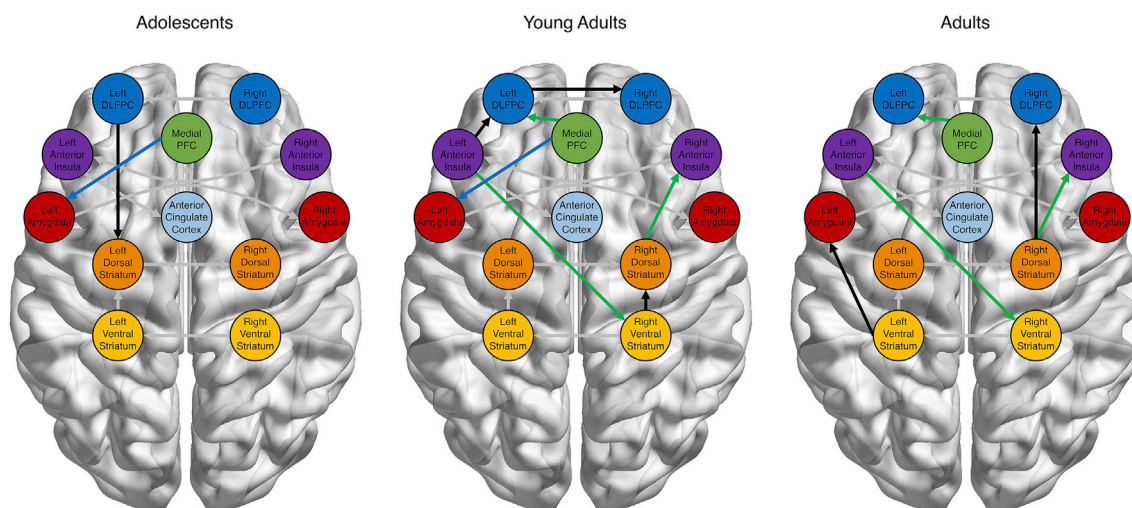 Adolescents
Young Adults
Adults
Left
DLFPC
Right
DLPFC
Medial
PFC
Left
Anterior
Insula
Right
Anterior
Insula
Left
Amygdala
Anterior
Cingulate
Cortex
Right
Amygdala
Left
Dorsal
Striatum
Right
Dorsal
Striatum
Left
Ventral
Striatum
Right
Ventral
Striatum
Left
DLFPC
Right
DLPFC
Medial
PFC
Left
Anterior
Insula
Right
Anterior
Insula
Left
Amygdala
Anterior
Cingulate
Cortex
Right
Amygdala
Left
Dorsal
Striatum
Right
Dorsal
Striatum
Left
Ventral
Striatum
Right
Ventral
Striatum
Left
DLFPC
Right
DLPFC
Medial
PFC
Left
Anterior
Insula
Right
Anterior
Insula
Left
Amygdala
Anterior
Cingulate
Cortex
Right
Amygdala
Left
Dorsal
Striatum
Right
Dorsal
Striatum
Left
Ventral
Striatum
Right
Ventral
Striatum